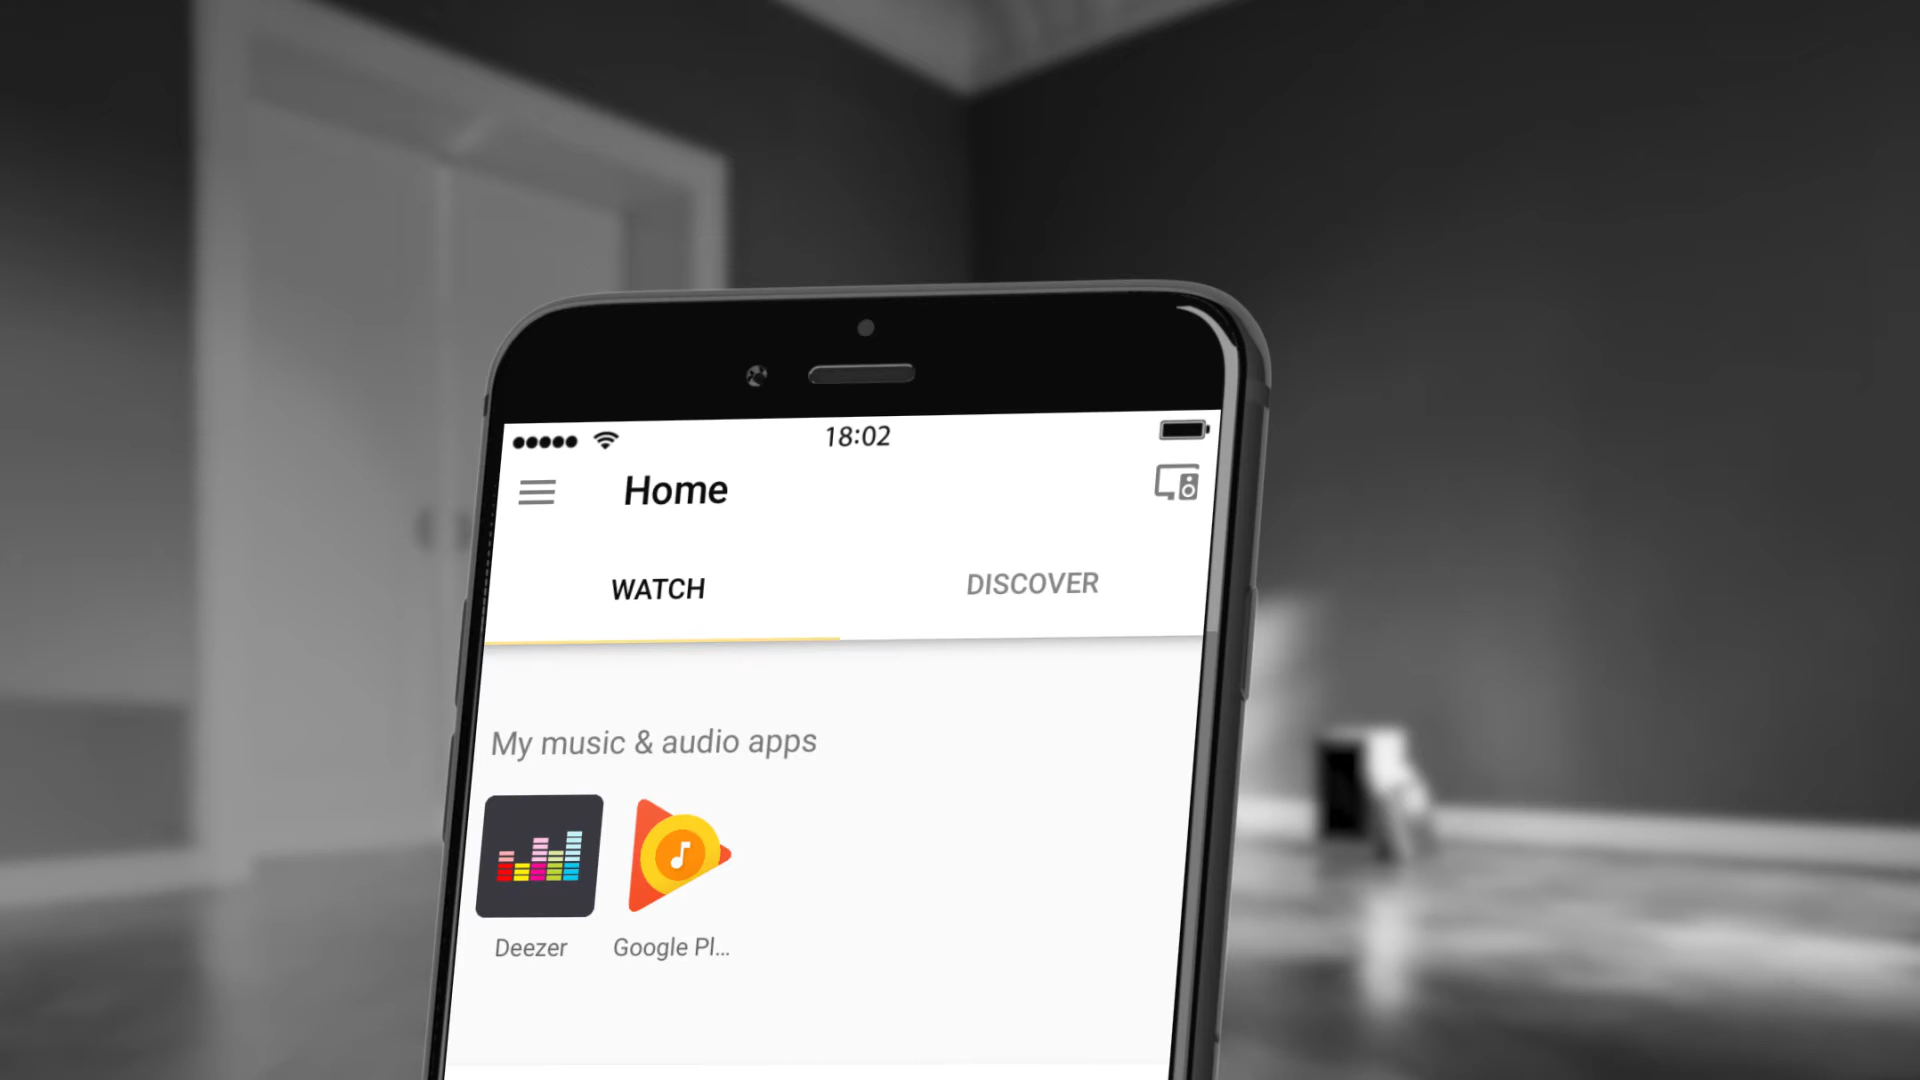 18:02
Home
WATCH DISCOVER
My music & audio apps
Deezer Google Pl...